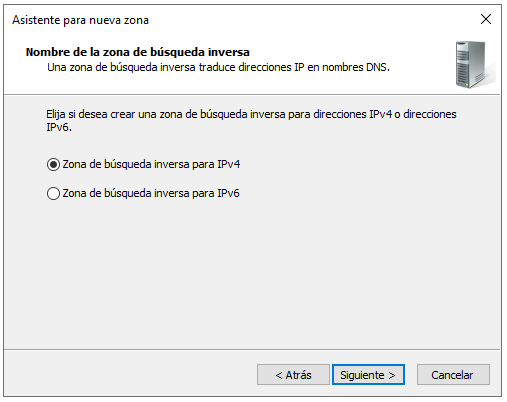 Asistente para nueva zona
Nombre de la zona de búsqueda inversa
Una zona de búsqueda inversa traduce direcciones IP en nombres DNS.
Elija si desea crear una zona de búsqueda inversa para direcciones IPv4 o direcciones
IPv6.
Zona de búsqueda inversa para IPv4
Zona de búsqueda inversa para IPv6
< Atrás Siguiente > Cancelar